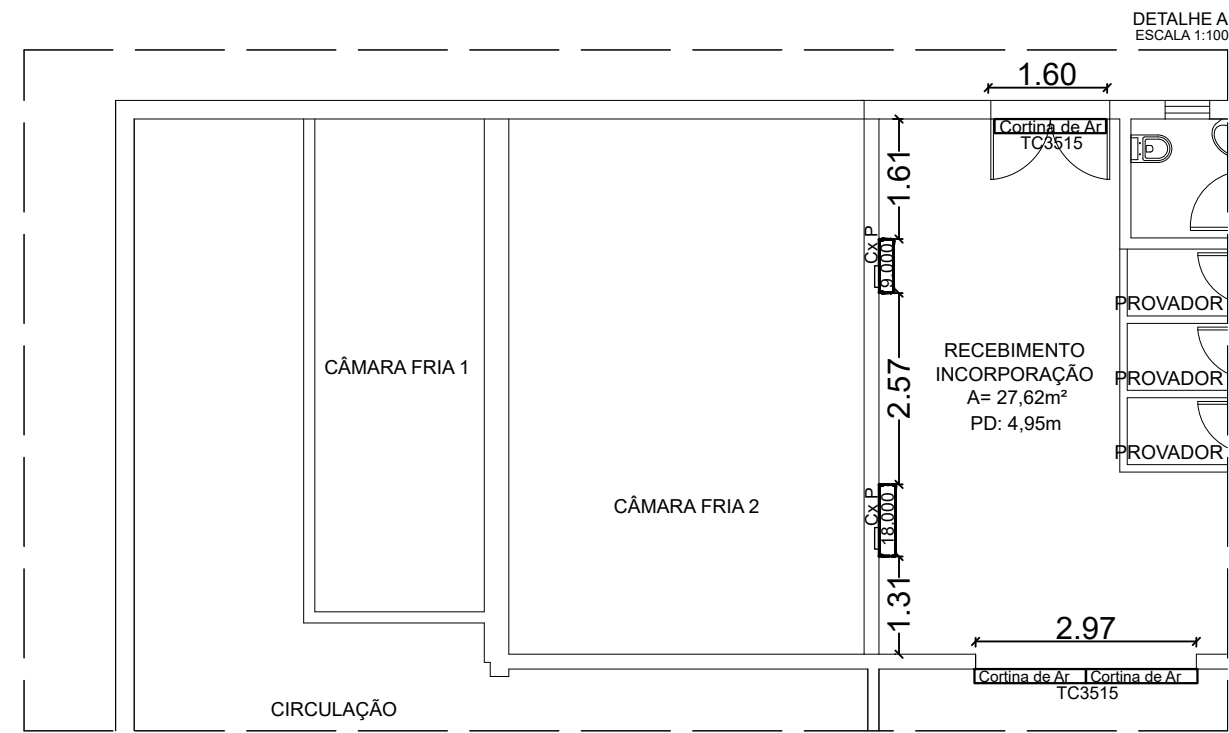 DETALHE A
ESCALA 1:100
1.60
Cortina de Ar
TC3515
1.61
Cx P
9.000
PROVADOR
CÂMARA FRIA 1
2.57
RECEBIMENTO
INCORPORAÇÃO
A= 27,62m²
PD: 4,95m
PROVADOR
PROVADOR
CÂMARA FRIA 2
Cx P
18.000
1.31
2.97
Cortina de Ar
Cortina de Ar
TC3515
CIRCULAÇÃO